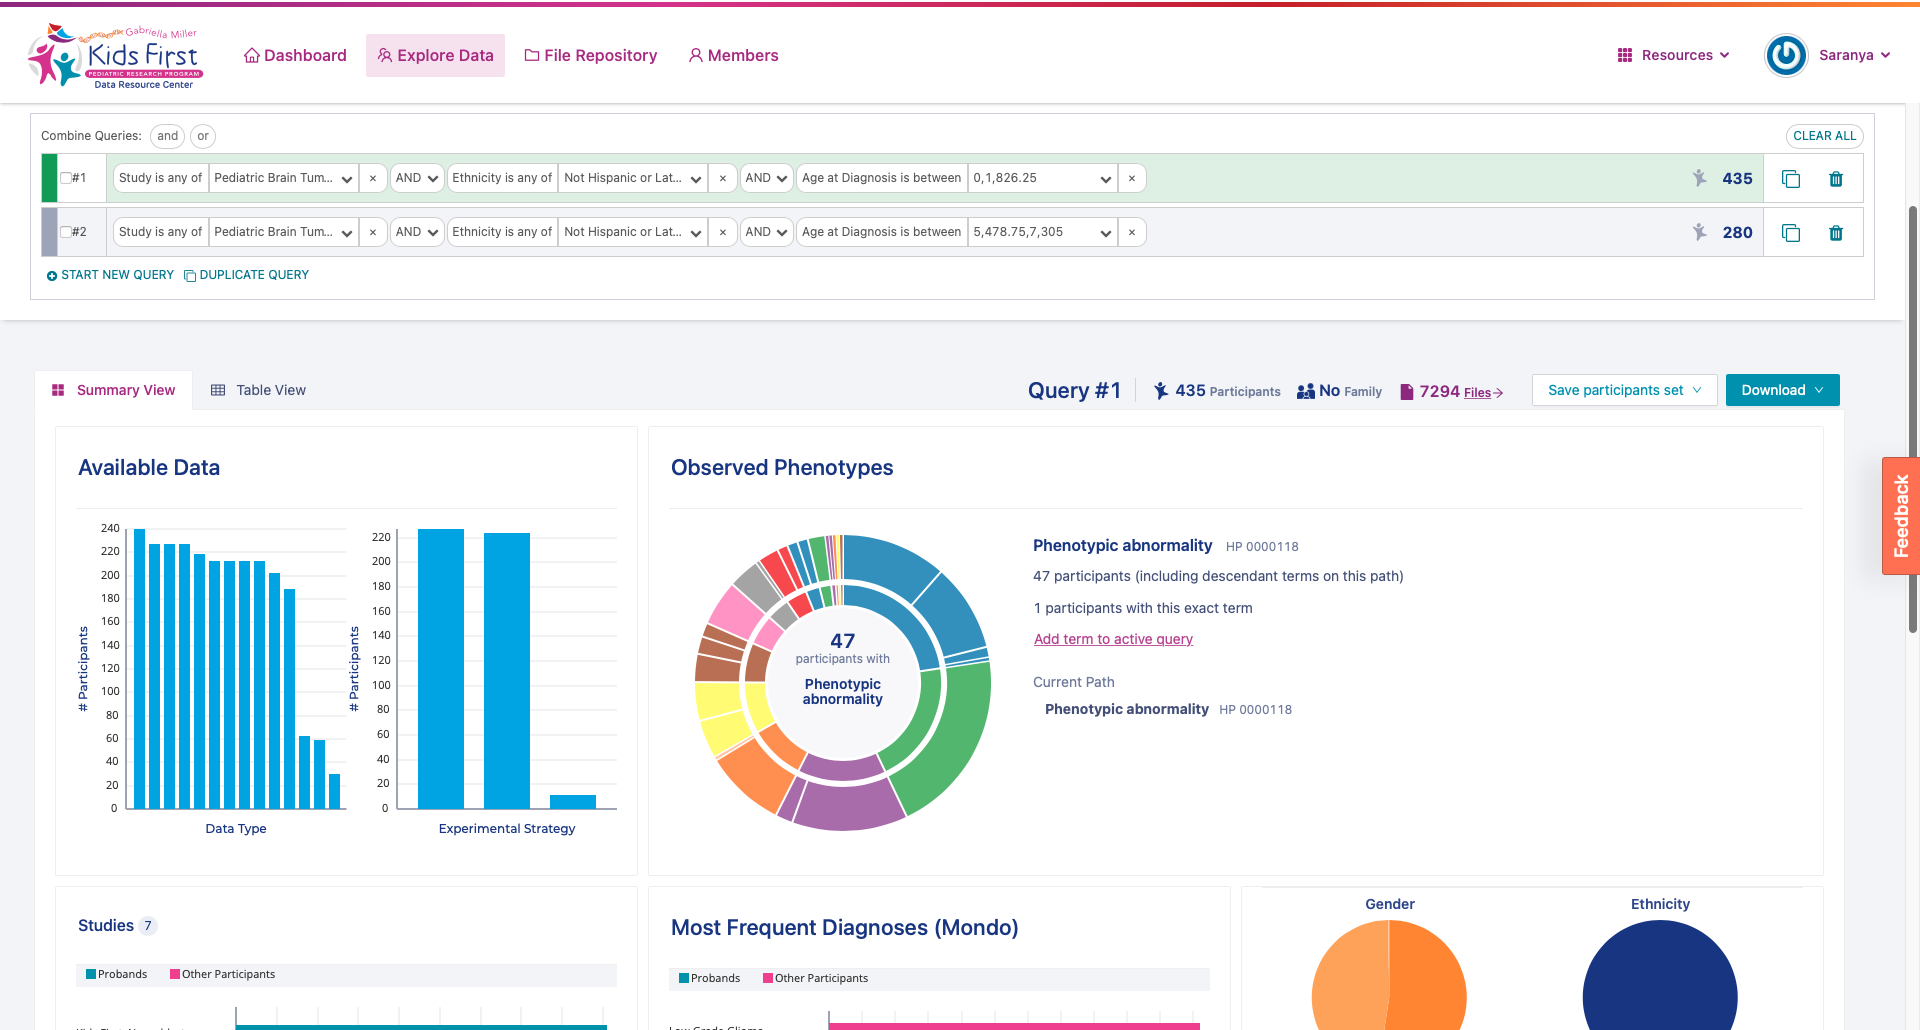 Gabriella Miller
Kids First
PEDIATRIC RESEARCH PROGRAM
Data Resource Center
Dashboard
Explore Data
File Repository
Members
Resources
Saranya
Combine Queries: and or
CLEAR ALL
#1 Study is any of Pediatric Brain Tum... × AND Ethnicity is any of Not Hispanic or Lat... × AND Age at Diagnosis is between 0,1,826.25 × 435
#2 Study is any of Pediatric Brain Tum... × AND Ethnicity is any of Not Hispanic or Lat... × AND Age at Diagnosis is between 5,478.75,7,305 × 280
START NEW QUERY DUPLICATE QUERY
Summary View
Table View
Query #1 435 Participants No Family 7294 Files
Save participants set
Download
Available Data
240
220
200
180
160
140
120
100
80
60
40
20
0
# Participants
Data Type
220
200
180
160
140
120
100
80
60
40
20
0
# Participants
Experimental Strategy
Observed Phenotypes
47
participants with
Phenotypic
abnormality
Phenotypic abnormality HP 0000118
47 participants (including descendant terms on this path)
1 participants with this exact term
Add term to active query
Current Path
Phenotypic abnormality HP 0000118
Feedback
Studies 7
Probands Other Participants
Most Frequent Diagnoses (Mondo)
Probands Other Participants
Gender
Ethnicity